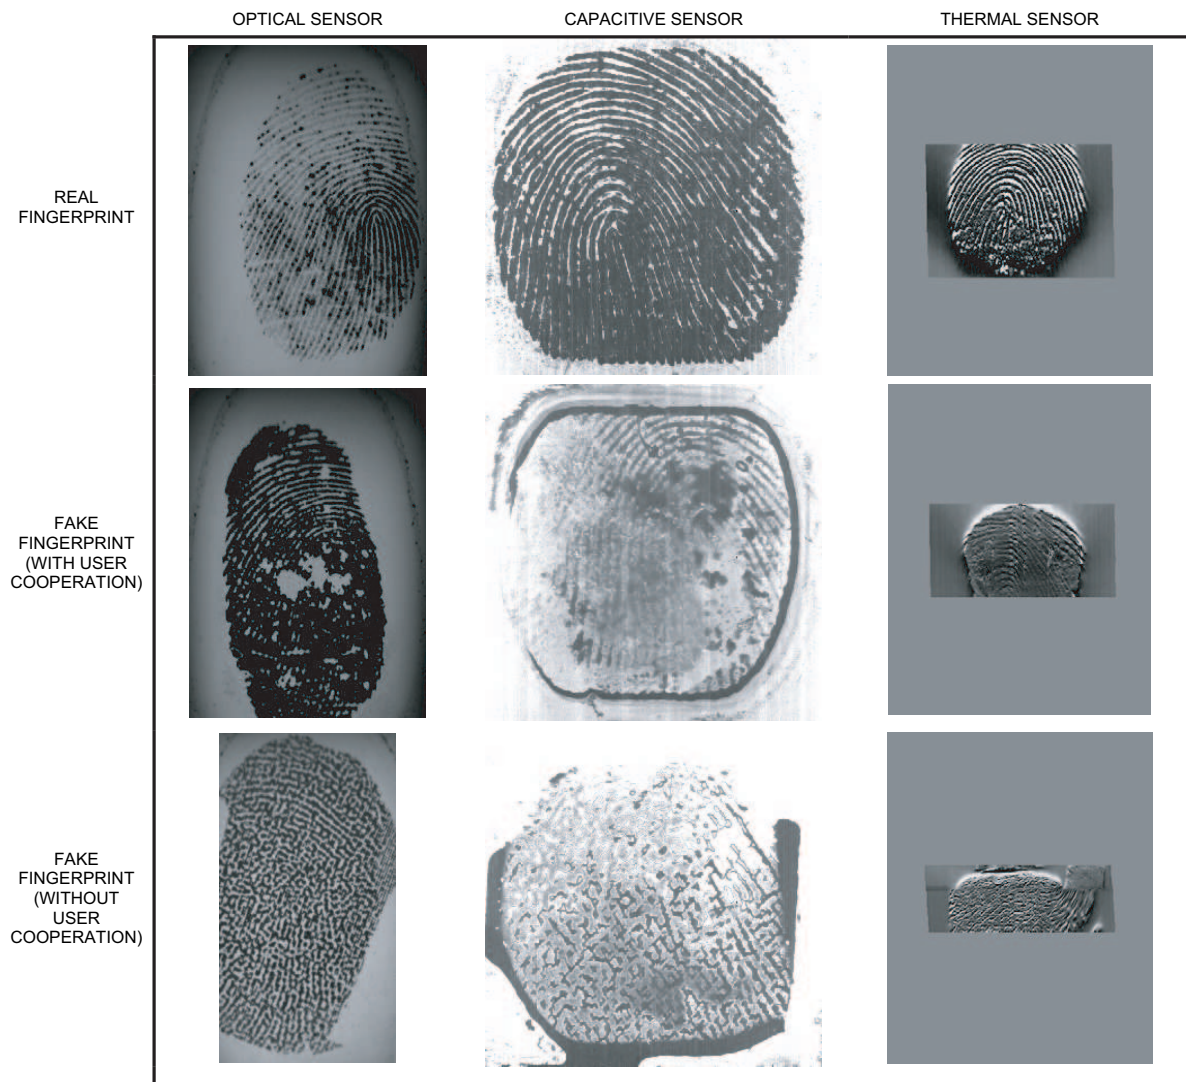 OPTICAL SENSOR
CAPACITIVE SENSOR
THERMAL SENSOR
REAL
FINGERPRINT
FAKE
FINGERPRINT
(WITH USER
COOPERATION)
FAKE
FINGERPRINT
(WITHOUT
USER
COOPERATION)